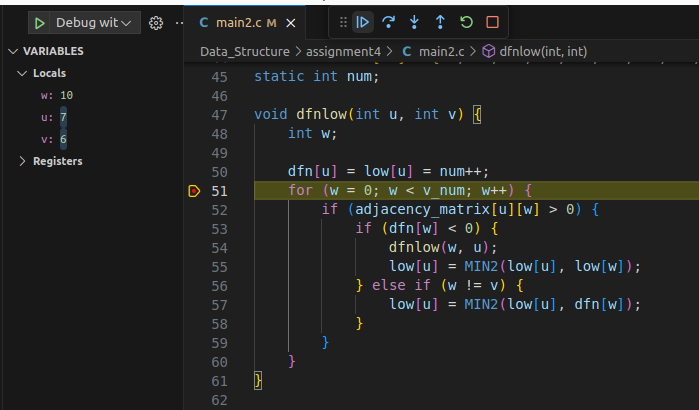 Debug wit
main2.c M
VARIABLES
Locals
w: 10
u: 7
v: 6
Registers
Data_Structure > assignment4 > C main2.c > dfnlow(int, int)
45 static int num;
46
47 void dfnlow(int u, int v) {
48 int w;
49
50 dfn[u] = low[u] = num++;
51 for (w = 0; w < v_num; w++) {
52 if (adjacency_matrix[u][w] > 0) {
53 if (dfn[w] < 0) {
54 dfnlow(w, u);
55 low[u] = MIN2(low[u], low[w]);
56 } else if (w != v) {
57 low[u] = MIN2(low[u], dfn[w]);
58 }
59 }
60 }
61 }
62